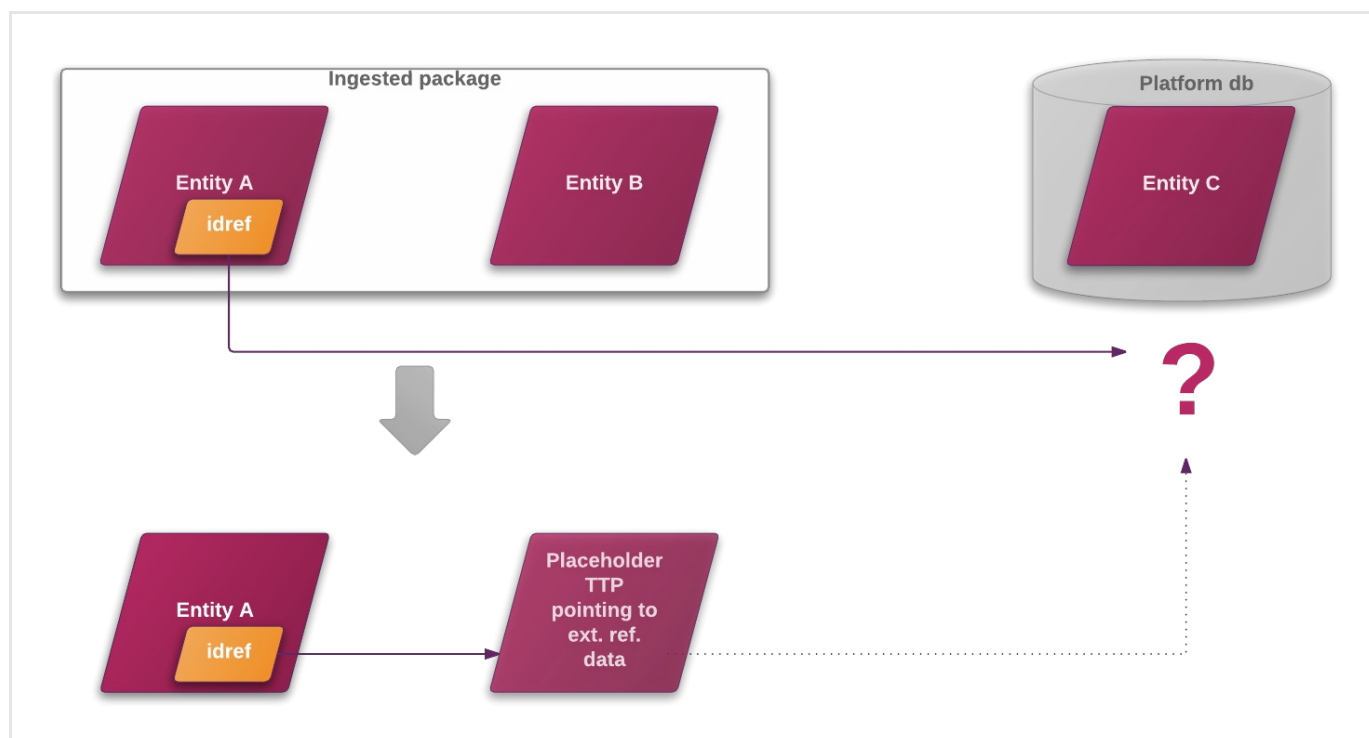 Ingested package
Platform db
Entity A
idref
Entity B
Entity C
?
Entity A
idref
Placeholder
TTP
pointing to
ext. ref.
data